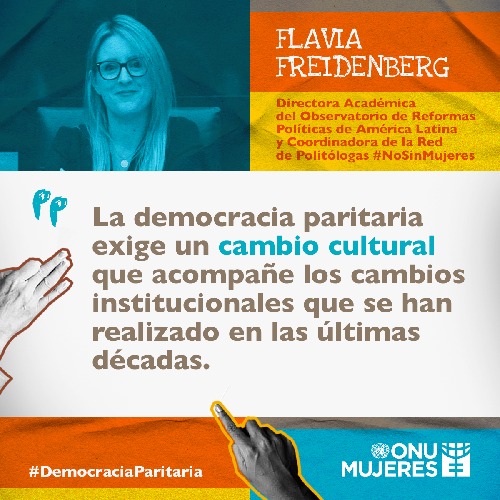 FLAVIA
FREIDENBERG
Directora Académica
del Observatorio de Reformas
Políticas de América Latina
y Coordinadora de la Red
de Politólogas #NoSinMujeres
La democracia paritaria
exige un cambio cultural
que acompañe los cambios
institucionales que se han
realizado en las últimas
décadas.
#DemocraciaParitaria
ONU
MUJERES